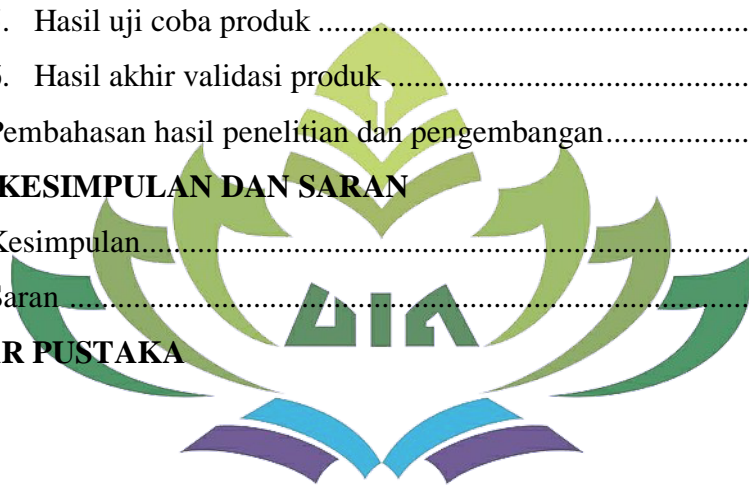 . Hasil uji coba produk ........................................................
. Hasil akhir validasi produk ................................................
Pembahasan hasil penelitian dan pengembangan..................
KESIMPULAN DAN SARAN
Kesimpulan...........................................................................
Saran ....................................................................................
R PUSTAKA
UIN